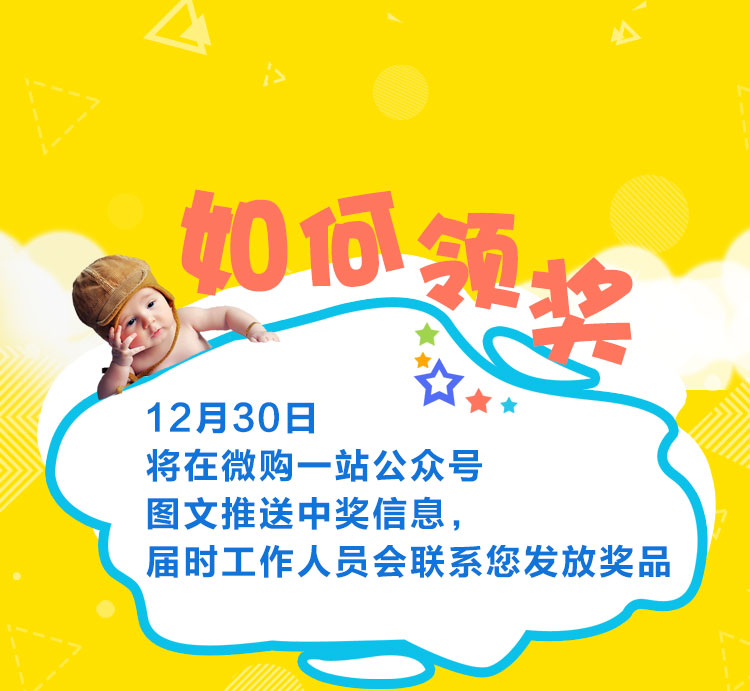 如何领奖
12月30日
将在微购一站公众号
图文推送中奖信息，
届时工作人员会联系您发放奖品